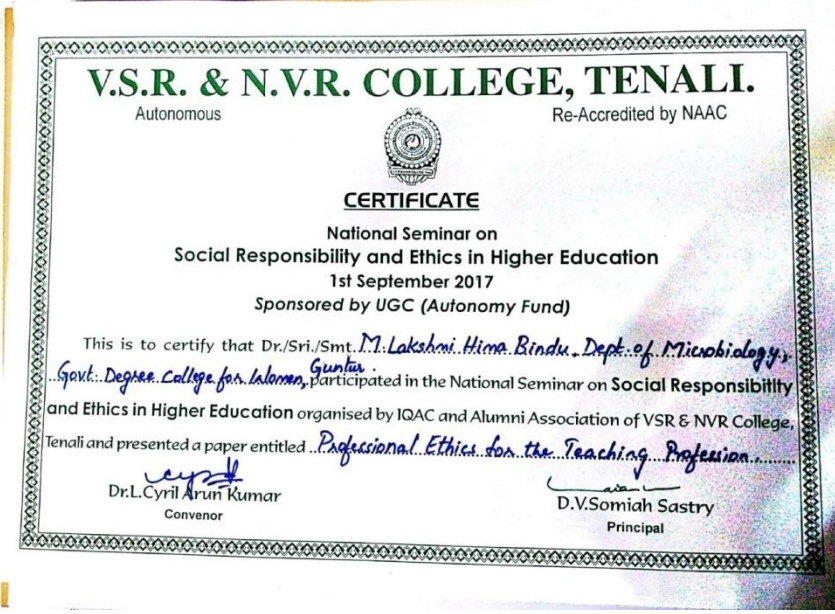 V.S.R. & N.V.R. COLLEGE, TENALI.
Autonomous
Re-Accredited by NAAC
CERTIFICATE
National Seminar on
Social Responsibility and Ethics in Higher Education
1st September 2017
Sponsored by UGC (Autonomy Fund)
This is to certify that Dr./Sri./Smt. M. Lakshmi Hima Bindu, Dept. of Microbiology,
Govt. Degree College for Women, Guntur. participated in the National Seminar on Social Responsibitlty
and Ethics in Higher Education organised by IQAC and Alumni Association of VSR & NVR College,
Tenali and presented a paper entitled Professional Ethics for the Teaching Profession
Dr.L.Cyril Arun Kumar
Convenor
D.V.Somiah Sastry
Principal